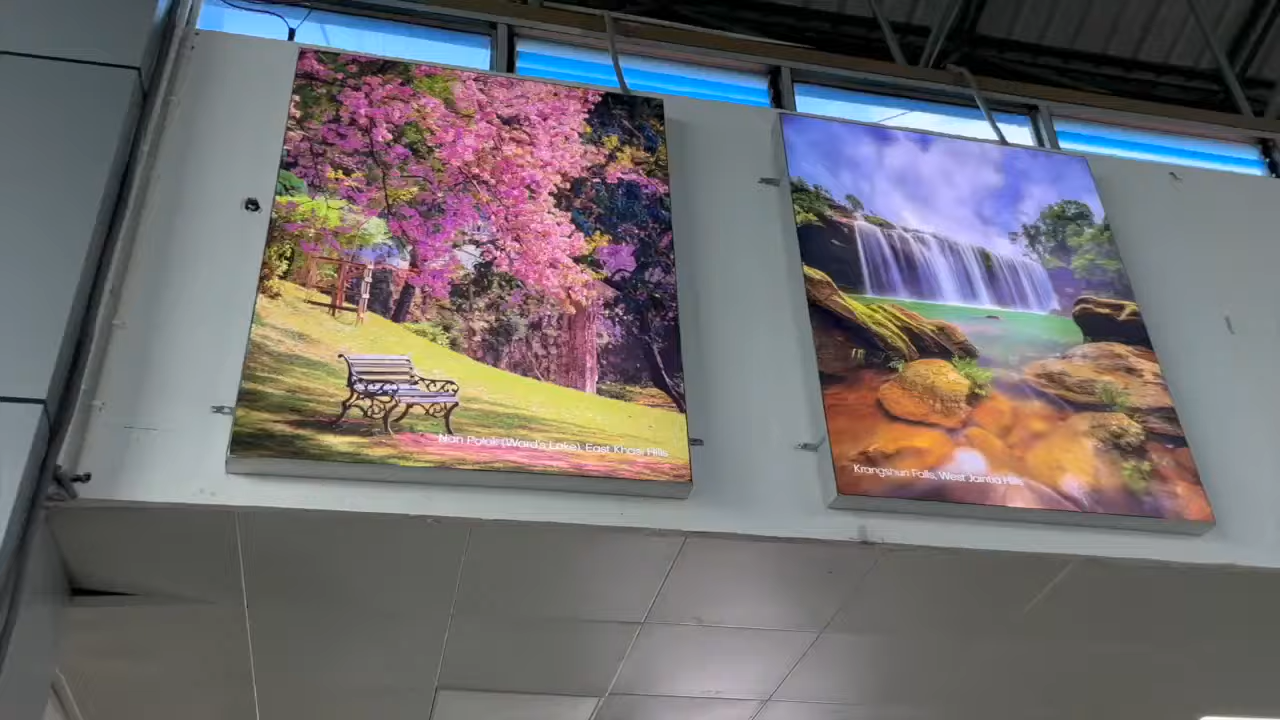 Nan Polok (Ward's Lake), East Khasi Hills
Krangshuri Falls, West Jaintia Hills